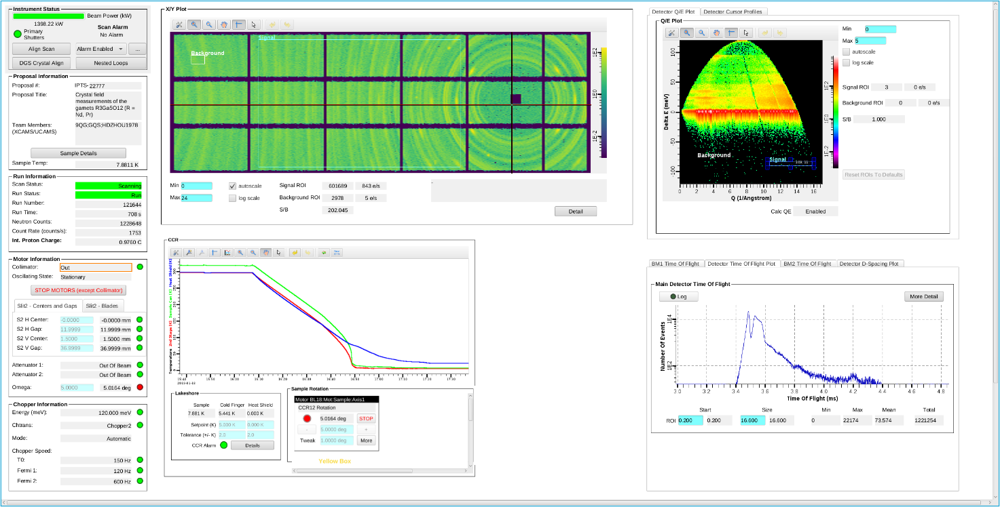 Instrument Status
Beam Power (kW)
1398.22 kW
Scan Alarm
Primary Shutters
No Alarm
Align Scan
Alarm Enabled
...
DGS Crystal Align
Nested Loops
Proposal Information
Proposal #: IPTS- 22777
Proposal Title: Crystal field
measurements of the
garnets R3Ga5O12 (R =
Nd, Pr)
Team Members: 9QG;GQS;HDZHOU1978
(XCAMS/UCAMS)
Sample Details
Sample Temp: 7.8811 K
Run Information
Scan Status: Scanning
Run Status: Run
Run Number: 121644
Run Time: 708 s
Neutron Counts: 1228648
Count Rate (counts/s): 1753
Int. Proton Charge: 0.9760 C
Motor Information
Collimator: Out
Oscillating State: Stationary
STOP MOTORS (except Collimator)
Slit2 - Centers and Gaps
Slit2 - Blades
S2 H Center: -0.0000 -0.0000 mm
S2 H Gap: 11.9999 11.9999 mm
S2 V Center: 1.5000 1.5000 mm
S2 V Gap: 36.9999 36.9999 mm
Attenuator 1: Out Of Beam
Attenuator 2: Out Of Beam
Omega: 5.0000 5.0164 deg
Chopper Information
Energy (meV): 120.000 meV
Chtrans: Chopper2
Mode: Automatic
Chopper Speed:
T0: 150 Hz
Fermi 1: 120 Hz
Fermi 2: 600 Hz
X/Y Plot
Signal
Background
1E2
1E0
1E-2
Min 0
autoscale
Signal ROI 601689 843 e/s
Max 24
log scale
Background ROI 2978 5 e/s
S/B 202.045
Detail
CCR
Temperature 2nd Stage [K] Sample Can [K] Heat Shield [K]
300
250
150
100
50
0
15:40 15:50 16:00 16:10 16:20 16:30 16:40 16:50 17:00 17:10 17:20 17:30
2019-01-18
Lakeshore
Sample Cold Finger Heat Shield
7.881 K 5.441 K 0.000 K
Setpoint (K) 5.000 K 0.000 K
Tolerance (+/- K) 2.0 2.0
CCR Alarm
Details
Sample Rotation
Motor BL18:Mot:Sample:Axis1
CCR12 Rotation
5.0164 deg STOP
- 5.0000 deg +
Tweak 1.0000 deg More
Yellow Box
Detector Q/E Plot
Detector Cursor Profiles
Q/E Plot
Delta E (meV)
100
50
0
-50
-100
Background
Signal
109, 11
0 2 4 6 8 10 12 14 16
Q (1/Angstrom)
1E2
1E0
1E-2
Min 0
Max 5
autoscale
log scale
Signal ROI 3 0 e/s
Background ROI 0 0 e/s
S/B 1.000
Reset ROIs To Defaults
Calc QE Enabled
BM1 Time Of Flight
Detector Time Of Flight Plot
BM2 Time Of Flight
Detector D-Spacing Plot
Main Detector Time Of Flight
Log
More Detail
Number Of Events
1E4
1E2
3.0 3.2 3.4 3.6 3.8 4.0 4.2 4.4 4.6 4.8
Time Of Flight (ms)
Start Size Min Max Mean Total
ROI 0.200 0.200 16.600 16.600 0 22174 73.574 1221254